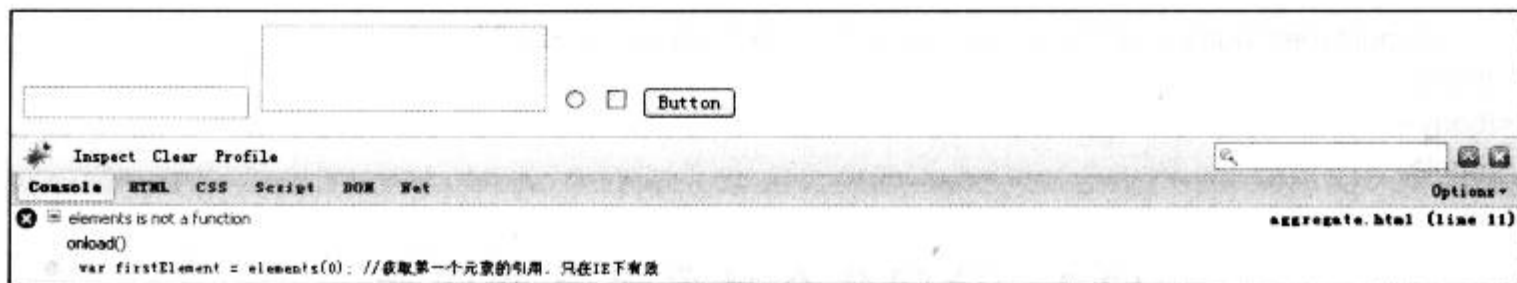 Button
Inspect Clear Profile
Console HTML CSS Script DOM Net
Options
elements is not a function
aggregate.html (line 11)
onload()
var firstElement = elements(0); //获取第一个元素的引用，只在IE下有效